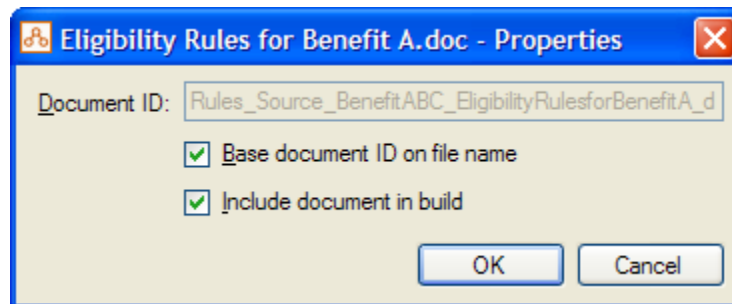 Eligibility Rules for Benefit A.doc - Properties
Document ID: Rules_Source_BenefitABC_EligibilityRulesforBenefitA_d
Base document ID on file name
Include document in build
OK Cancel